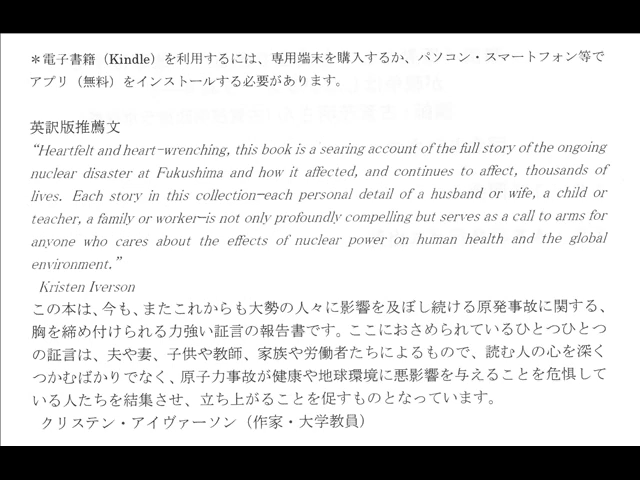 ＊電子書籍（Kindle）を利用するには、専用端末を購入するか、パソコン・スマートフォン等で
アプリ（無料）をインストールする必要があります。
英訳版推薦文
“Heartfelt and heart-wrenching, this book is a searing account of the full story of the ongoing
nuclear disaster at Fukushima and how it affected, and continues to affect, thousands of
lives. Each story in this collection—each personal detail of a husband or wife, a child or
teacher, a family or worker—is not only profoundly compelling but serves as a call to arms for
anyone who cares about the effects of nuclear power on human health and the global
environment.”
Kristen Iverson
この本は、今も、またこれからも大勢の人々に影響を及ぼし続ける原発事故に関する、
胸を締め付けられる力強い証言の報告書です。ここにおさめられているひとつひとつ
の証言は、夫や妻、子供や教師、家族や労働者たちによるもので、読む人の心を深く
つかむばかりでなく、原子力事故が健康や地球環境に悪影響を与えることを危惧して
いる人たちを結集させ、立ち上がることを促すものとなっています。
クリステン・アイヴァーソン（作家・大学教員）